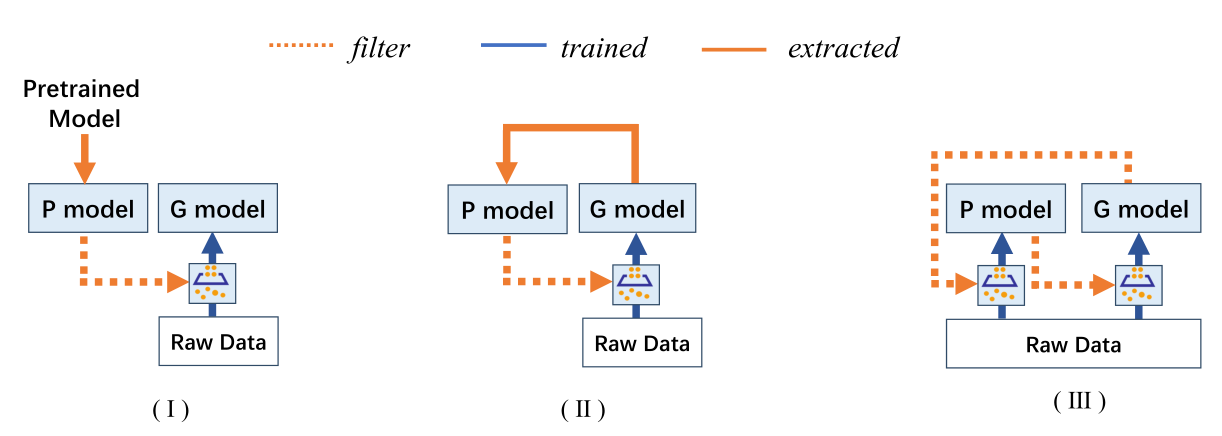 filter
trained
extracted
Pretrained
Model
P model
G model
Raw Data
( I )
P model
G model
Raw Data
( II )
P model
G model
Raw Data
( III )